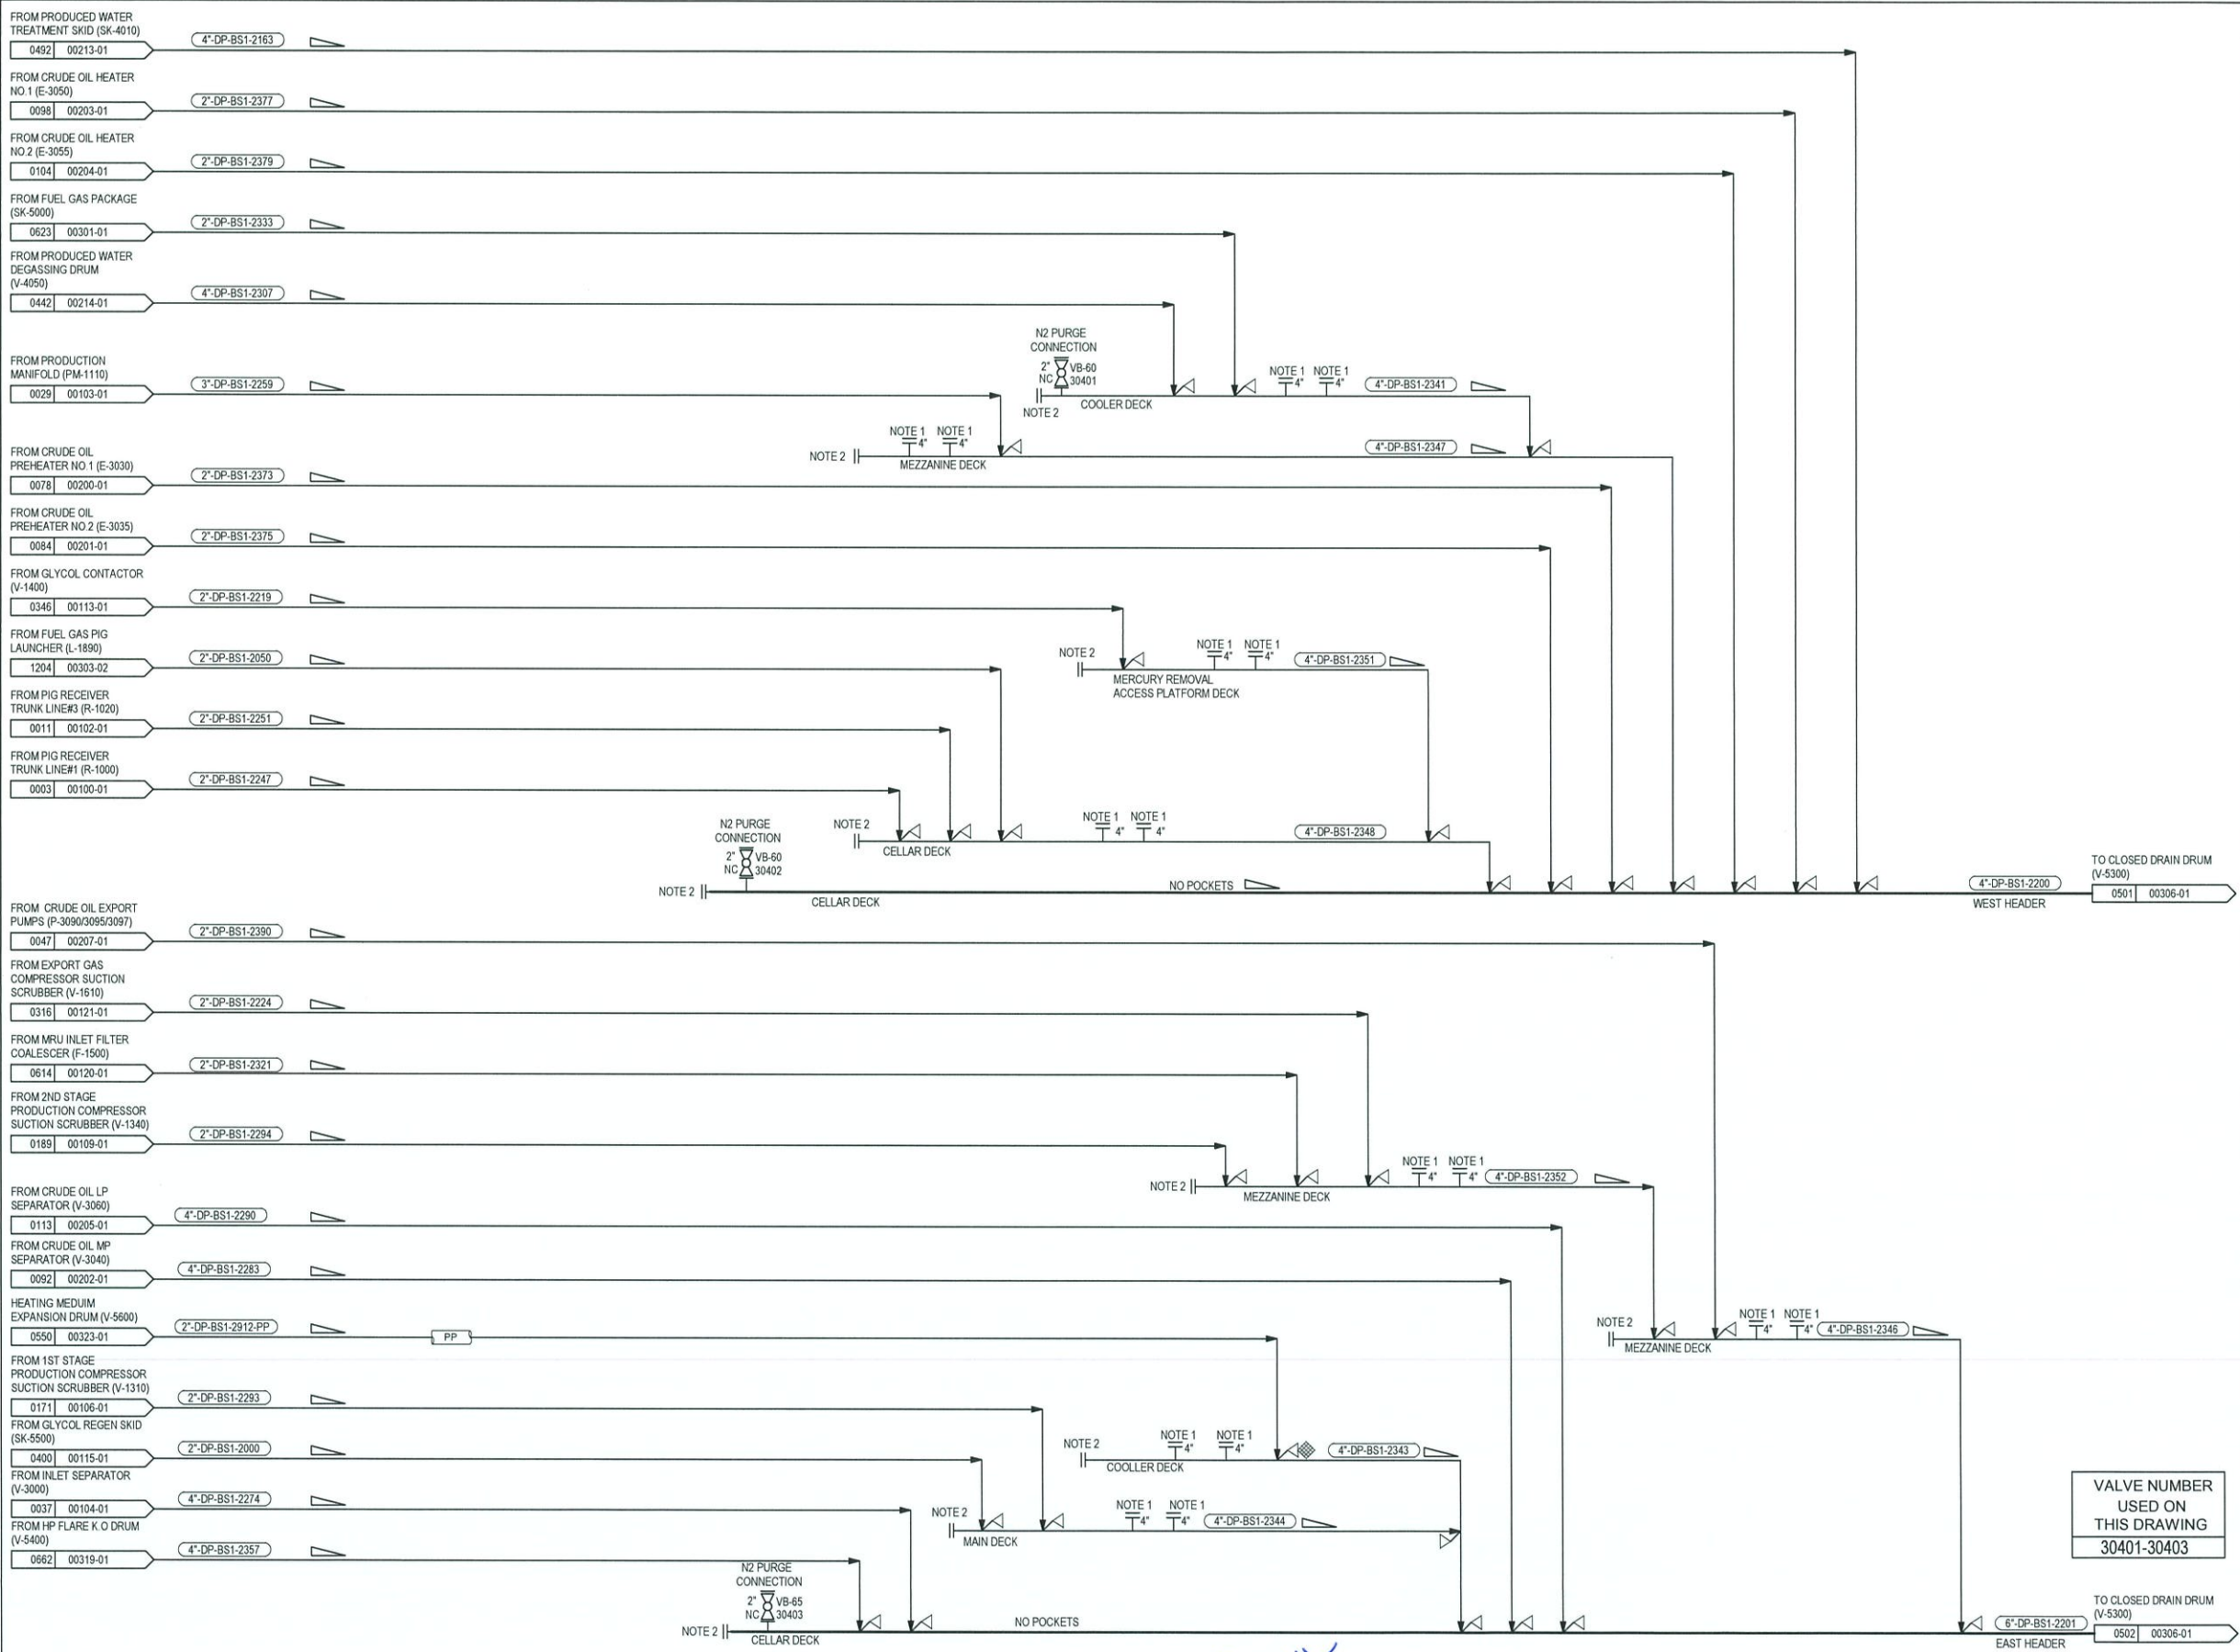 FROM PRODUCED WATER
TREATMENT SKID (SK-4010)
0492 00213-01
4"-DP-BS1-2163
FROM CRUDE OIL HEATER
NO.1 (E-3050)
0098 00203-01
2"-DP-BS1-2377
FROM CRUDE OIL HEATER
NO.2 (E-3055)
0104 00204-01
2"-DP-BS1-2379
FROM FUEL GAS PACKAGE
(SK-5000)
0623 00301-01
2"-DP-BS1-2333
FROM PRODUCED WATER
DEGASSING DRUM
(V-4050)
0442 00214-01
4"-DP-BS1-2307
N2 PURGE
CONNECTION
2" VB-60
NC 30401
NOTE 2
COOLER DECK
NOTE 1 NOTE 1
4" 4"
4"-DP-BS1-2341
FROM PRODUCTION
MANIFOLD (PM-1110)
0029 00103-01
3"-DP-BS1-2259
NOTE 1 NOTE 1
4" 4"
NOTE 2
MEZZANINE DECK
4"-DP-BS1-2347
FROM CRUDE OIL
PREHEATER NO.1 (E-3030)
0078 00200-01
2"-DP-BS1-2373
FROM CRUDE OIL
PREHEATER NO.2 (E-3035)
0084 00201-01
2"-DP-BS1-2375
FROM GLYCOL CONTACTOR
(V-1400)
0346 00113-01
2"-DP-BS1-2219
FROM FUEL GAS PIG
LAUNCHER (L-1890)
1204 00303-02
2"-DP-BS1-2050
NOTE 2
NOTE 1 NOTE 1
4" 4"
4"-DP-BS1-2351
MERCURY REMOVAL
ACCESS PLATFORM DECK
FROM PIG RECEIVER
TRUNK LINE#3 (R-1020)
0011 00102-01
2"-DP-BS1-2251
FROM PIG RECEIVER
TRUNK LINE#1 (R-1000)
0003 00100-01
2"-DP-BS1-2247
N2 PURGE
CONNECTION
2" VB-60
NC 30402
NOTE 2
CELLAR DECK
NOTE 1 NOTE 1
4" 4"
4"-DP-BS1-2348
NOTE 2
CELLAR DECK
NO POCKETS
4"-DP-BS1-2200
WEST HEADER
TO CLOSED DRAIN DRUM
(V-5300)
0501 00306-01
FROM CRUDE OIL EXPORT
PUMPS (P-3090/3095/3097)
0047 00207-01
2"-DP-BS1-2390
FROM EXPORT GAS
COMPRESSOR SUCTION
SCRUBBER (V-1610)
0316 00121-01
2"-DP-BS1-2224
FROM MRU INLET FILTER
COALESCER (F-1500)
0614 00120-01
2"-DP-BS1-2321
FROM 2ND STAGE
PRODUCTION COMPRESSOR
SUCTION SCRUBBER (V-1340)
0189 00109-01
2"-DP-BS1-2294
NOTE 2
MEZZANINE DECK
NOTE 1 NOTE 1
4" 4"
4"-DP-BS1-2352
FROM CRUDE OIL LP
SEPARATOR (V-3060)
0113 00205-01
4"-DP-BS1-2290
FROM CRUDE OIL MP
SEPARATOR (V-3040)
0092 00202-01
4"-DP-BS1-2283
HEATING MEDUIM
EXPANSION DRUM (V-5600)
0550 00323-01
2"-DP-BS1-2912-PP
PP
NOTE 2
MEZZANINE DECK
NOTE 1 NOTE 1
4" 4"
4"-DP-BS1-2346
FROM 1ST STAGE
PRODUCTION COMPRESSOR
SUCTION SCRUBBER (V-1310)
0171 00106-01
2"-DP-BS1-2293
FROM GLYCOL REGEN SKID
(SK-5500)
0400 00115-01
2"-DP-BS1-2000
NOTE 2
COOLLER DECK
NOTE 1 NOTE 1
4" 4"
4"-DP-BS1-2343
FROM INLET SEPARATOR
(V-3000)
0037 00104-01
4"-DP-BS1-2274
NOTE 2
MAIN DECK
NOTE 1 NOTE 1
4" 4"
4"-DP-BS1-2344
FROM HP FLARE K.O DRUM
(V-5400)
0662 00319-01
4"-DP-BS1-2357
N2 PURGE
CONNECTION
2" VB-65
NC 30403
NOTE 2
CELLAR DECK
NO POCKETS
VALVE NUMBER
USED ON
THIS DRAWING
30401-30403
6"-DP-BS1-2201
EAST HEADER
TO CLOSED DRAIN DRUM
(V-5300)
0502 00306-01